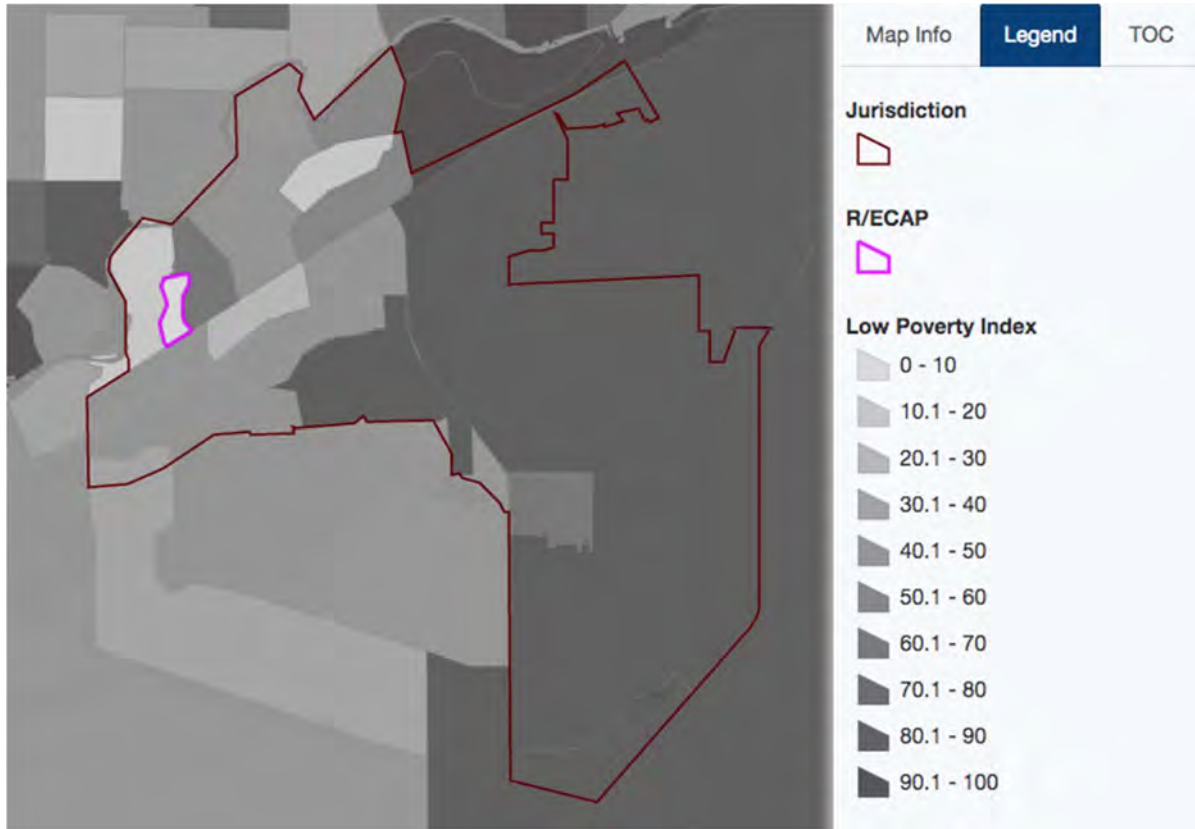 Map Info Legend TOC
Jurisdiction
R/ECAP
Low Poverty Index
0 - 10
10.1 - 20
20.1 - 30
30.1 - 40
40.1 - 50
50.1 - 60
60.1 - 70
70.1 - 80
80.1 - 90
90.1 - 100